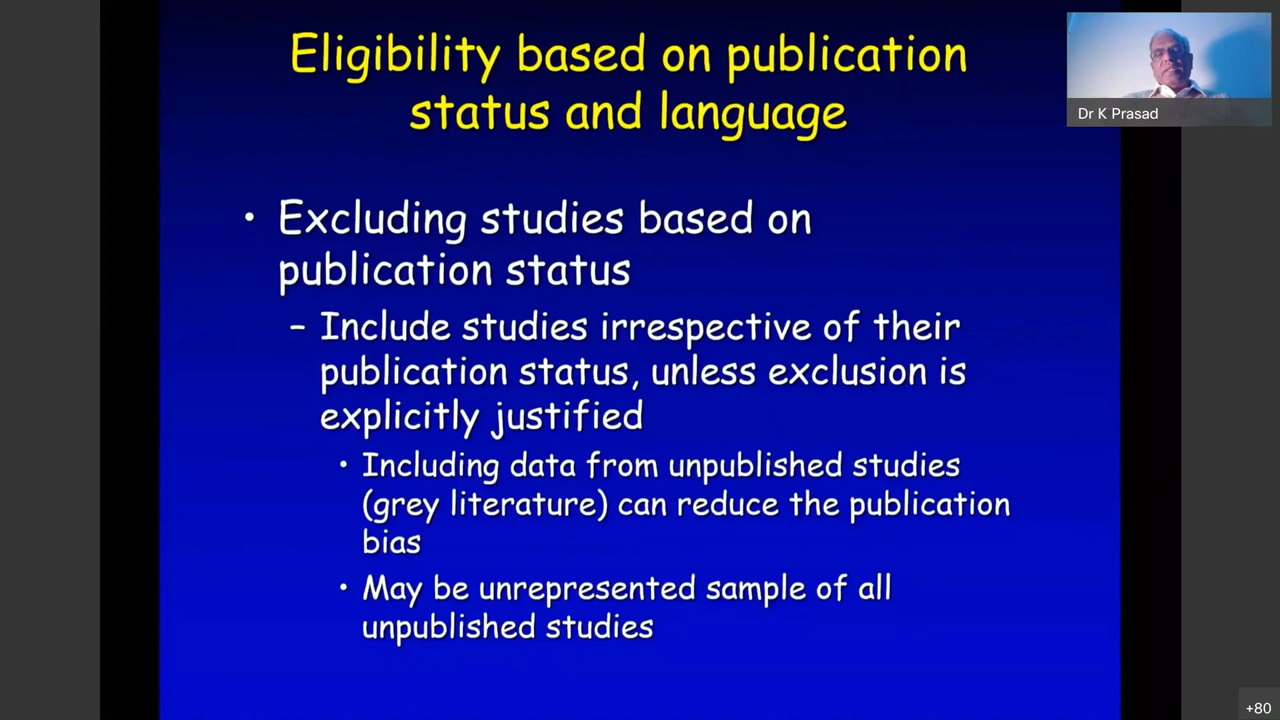 Eligibility based on publication
status and language
Dr K Prasad
• Excluding studies based on
publication status
– Include studies irrespective of their
publication status, unless exclusion is
explicitly justified
• Including data from unpublished studies
(grey literature) can reduce the publication
bias
• May be unrepresented sample of all
unpublished studies
+80